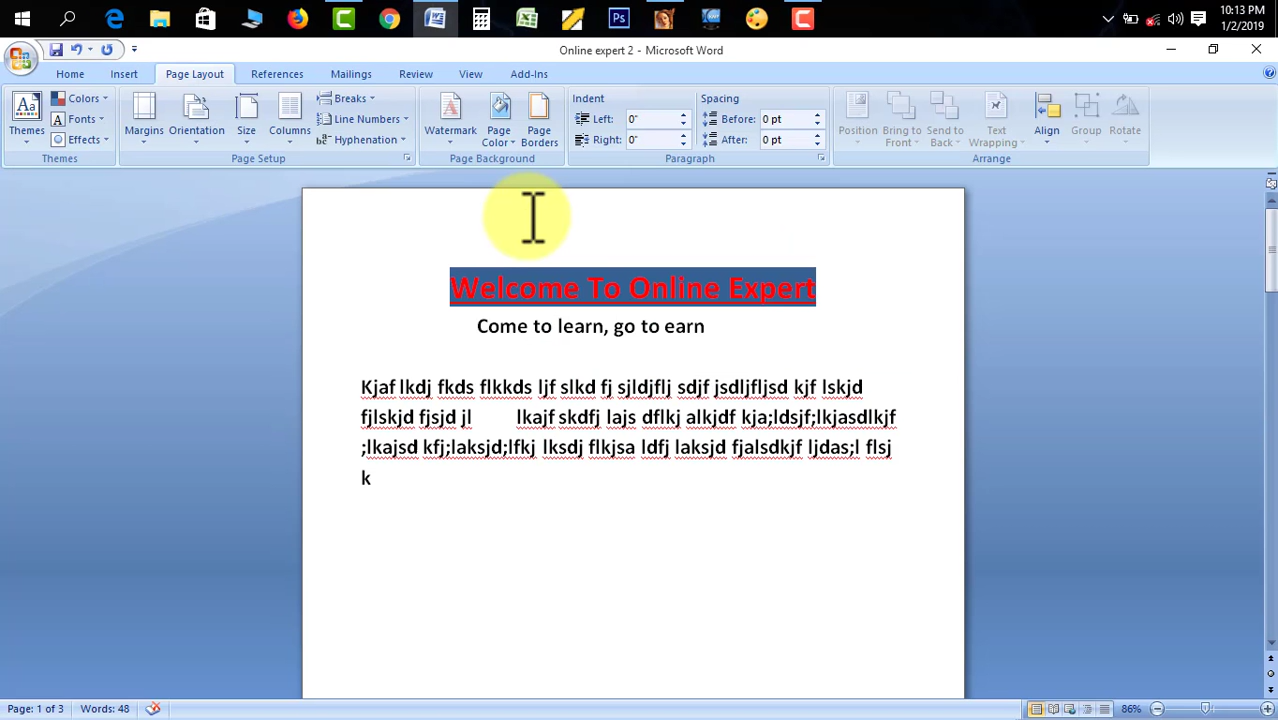 10:13 PM
1/2/2019
Online expert 2 - Microsoft Word
Home Insert Page Layout References Mailings Review View Add-Ins
Themes Colors Fonts Effects Margins Orientation Size Columns Breaks Line Numbers Hyphenation Watermark Page Color Page Borders Indent Left: 0" Right: 0" Spacing Before: 0 pt After: 0 pt Position Bring to Front Send to Back Text Wrapping Align Group Rotate
Themes Page Setup Page Background Paragraph Arrange
Welcome To Online Expert
Come to learn, go to earn
Kjaf lkdj fkds flkkds ljf slkd fj sjldjflj sdjf jsdljfljsd kjf lskjd
fjlskjd fjsjd jl lkajf skdfj lajs dflkj alkjdf kja;ldsjf;lkjasdlkjf
;lkajsd kfj;laksjd;lfkj lksdj flkjsa ldfj laksjd fjalsdkjf ljdas;l flsj
k
Page: 1 of 3 Words: 48 86%